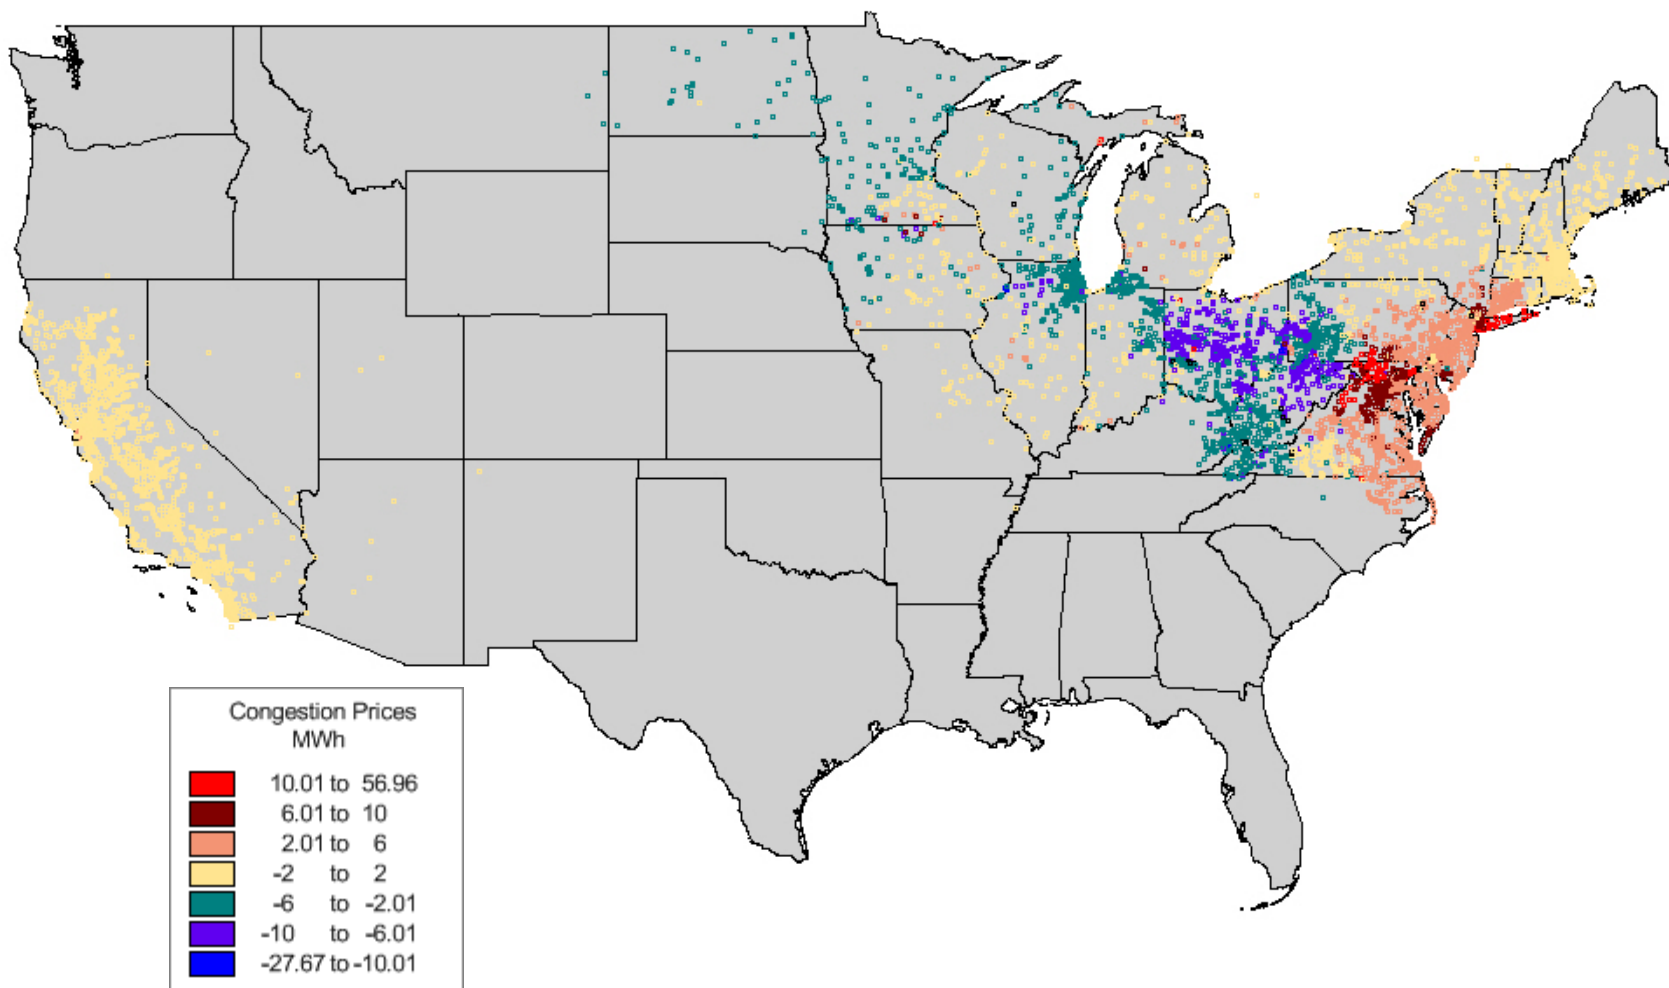 Congestion Prices
MWh
10.01 to 56.96
6.01 to 10
2.01 to 6
-2 to 2
-6 to -2.01
-10 to -6.01
-27.67 to -10.01